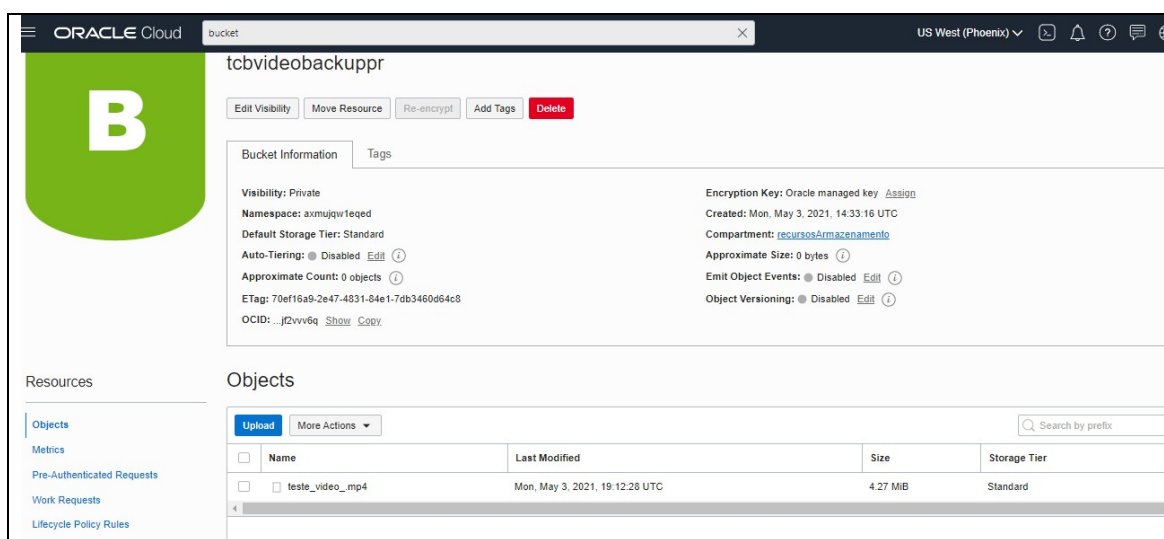 ORACLE Cloud
bucket
US West (Phoenix)
B
tcbvideobackuppr
Edit Visibility
Move Resource
Re-encrypt
Add Tags
Delete
Bucket Information
Tags
Visibility: Private
Namespace: axmujqw1eqed
Default Storage Tier: Standard
Auto-Tiering: Disabled Edit
Approximate Count: 0 objects
ETag: 70ef16a9-2e47-4831-84e1-7db3460d64c8
OCID: ...jf2vvv6q Show Copy
Encryption Key: Oracle managed key Assign
Created: Mon, May 3, 2021, 14:33:16 UTC
Compartment: recursosArmazenamento
Approximate Size: 0 bytes
Emit Object Events: Disabled Edit
Object Versioning: Disabled Edit
Resources
Objects
Metrics
Pre-Authenticated Requests
Work Requests
Lifecycle Policy Rules
Objects
Upload
More Actions
Search by prefix
Name Last Modified Size Storage Tier
teste_video_.mp4 Mon, May 3, 2021, 19:12:28 UTC 4.27 MiB Standard